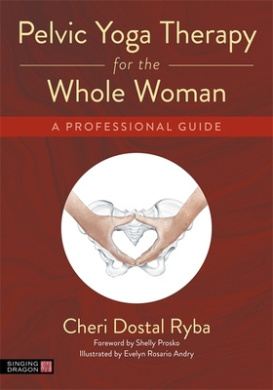 Pelvic Yoga Therapy
for the
Whole Woman
A PROFESSIONAL GUIDE
Cheri Dostal Ryba
Foreword by Shelly Prosko
Illustrated by Evelyn Rosario Andry
SINGING
DRAGON